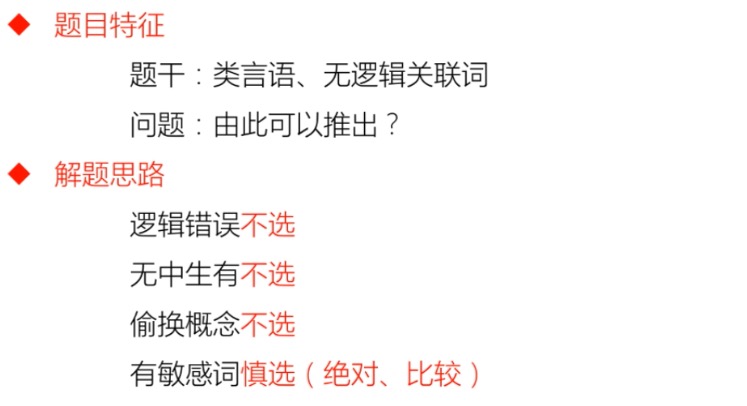 ◆ 题目特征
题干：类言语、无逻辑关联词
问题：由此可以推出？
◆ 解题思路
逻辑错误不选
无中生有不选
偷换概念不选
有敏感词慎选（绝对、比较）